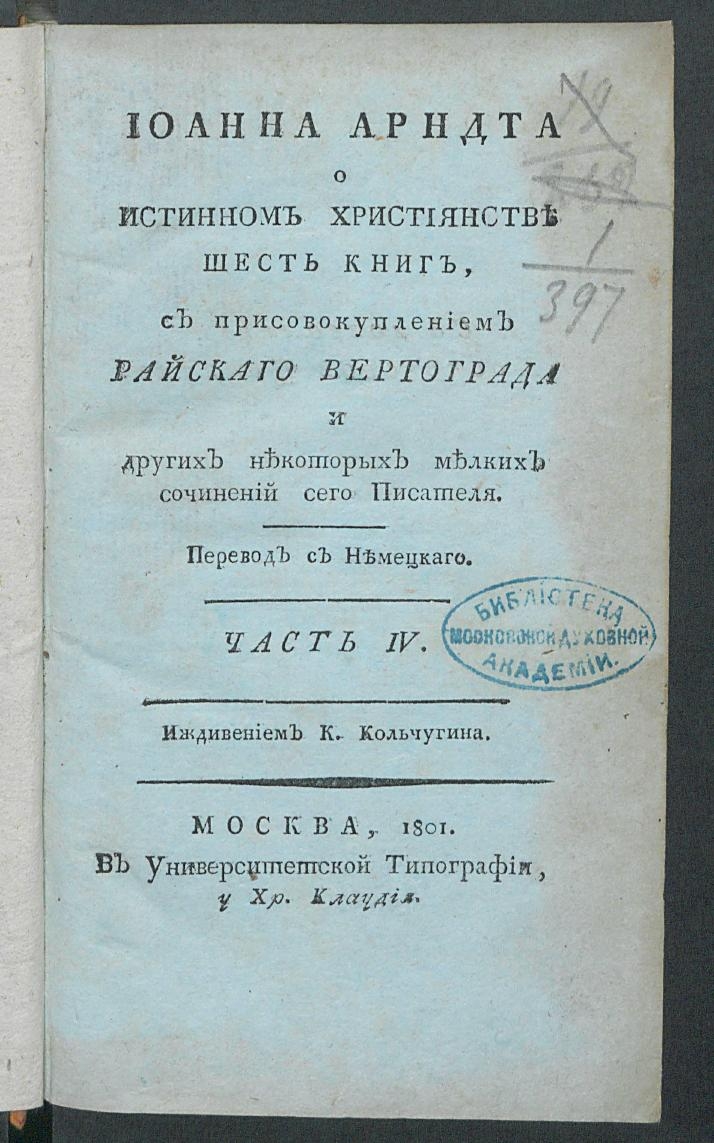 ІОАННА АРНДТА
о
ИСТИННОМЪ ХРИСТІЯНСТВѢ
ШЕСТЬ КНИГЪ,
съ присовокупленіемъ
РАЙСКАГО ВЕРТОГРАДА
и
другихъ нѣкоторыхъ мѣлкихъ
сочиненій сего Писателя.
Переводъ съ Нѣмецкаго.
ЧАСТЬ IV.
Иждивеніемъ К. Кольчугина.
МОСКВА, 1801.
Въ Университетской Типографіи,
у Хр. Клаудія.
БИБЛІОТЕКА
МОСКОВСКОЙ ДУХОВНОЙ
АКАДЕМІИ.
1
397